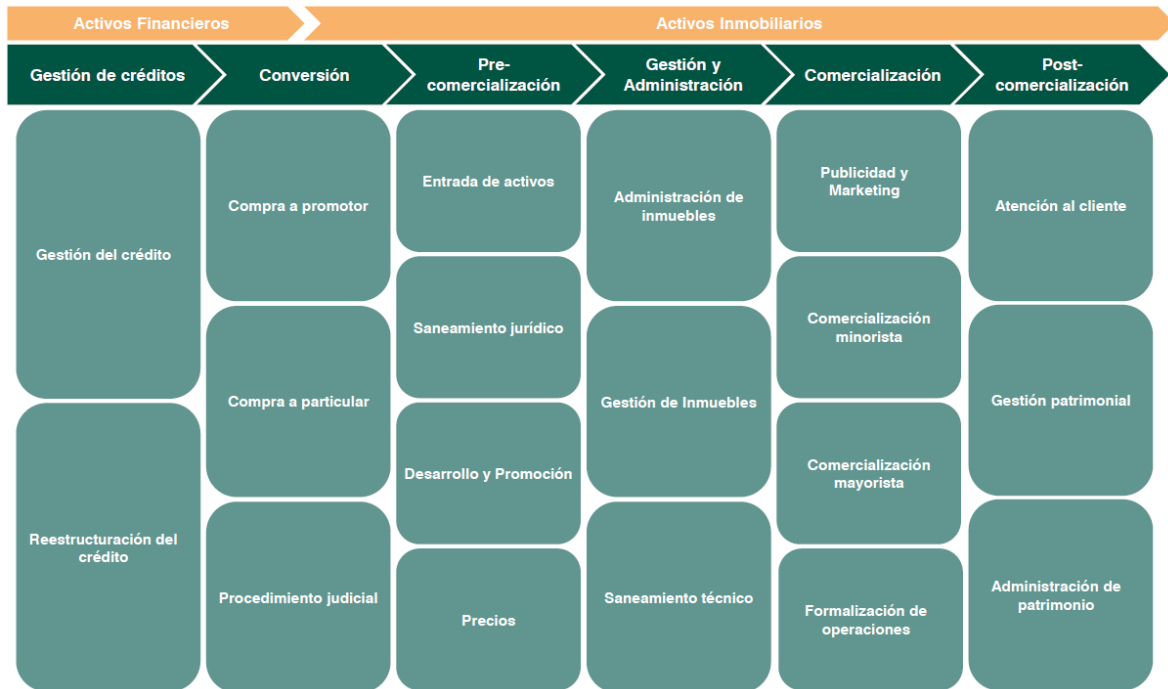 Activos Financieros
Activos Inmobiliarios
Gestión de créditos
Conversión
Pre-
comercialización
Gestión y
Administración
Comercialización
Post-
comercialización
Gestión del crédito
Reestructuración del
crédito
Compra a promotor
Compra a particular
Procedimiento judicial
Entrada de activos
Saneamiento jurídico
Desarrollo y Promoción
Precios
Administración de
inmuebles
Gestión de Inmuebles
Saneamiento técnico
Publicidad y
Marketing
Comercialización
minorista
Comercialización
mayorista
Formalización de
operaciones
Atención al cliente
Gestión patrimonial
Administración de
patrimonio